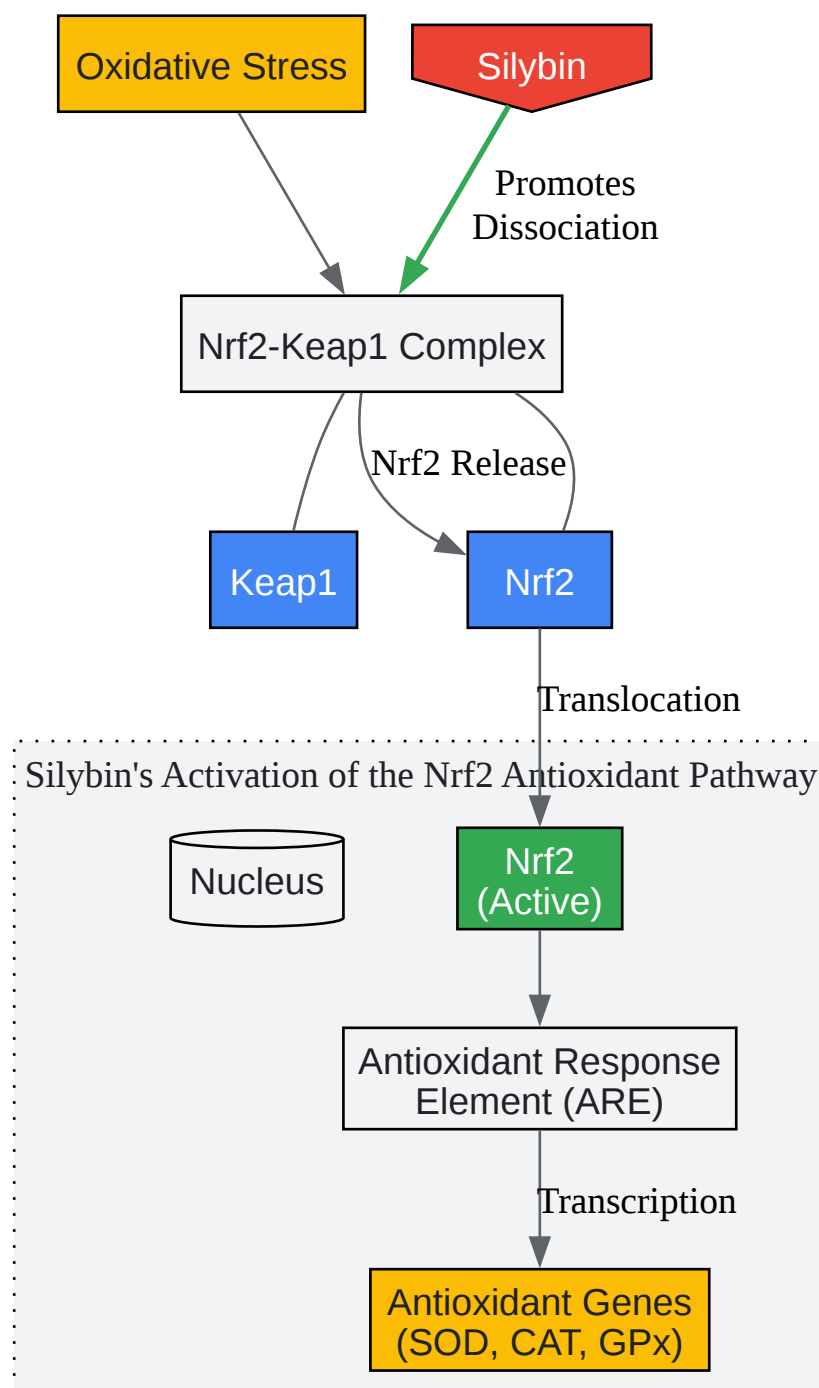 Oxidative Stress
Silybin
Promotes
Dissociation
Nrf2-Keap1 Complex
Nrf2 Release
Keap1
Nrf2
Translocation
Silybin's Activation of the Nrf2 Antioxidant Pathway
Nucleus
Nrf2
(Active)
Antioxidant Response
Element (ARE)
Transcription
Antioxidant Genes
(SOD, CAT, GPx)